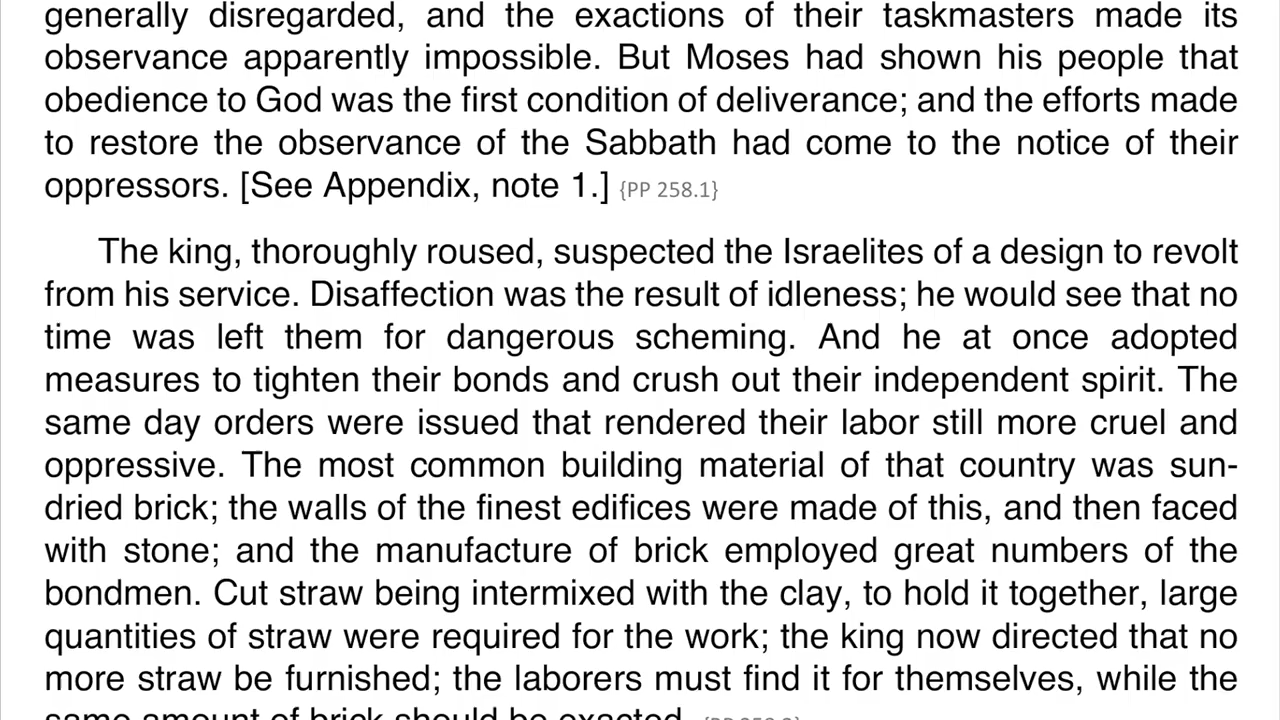 generally disregarded, and the exactions of their taskmasters made its
observance apparently impossible. But Moses had shown his people that
obedience to God was the first condition of deliverance; and the efforts made
to restore the observance of the Sabbath had come to the notice of their
oppressors. [See Appendix, note 1.] {PP 258.1}
The king, thoroughly roused, suspected the Israelites of a design to revolt
from his service. Disaffection was the result of idleness; he would see that no
time was left them for dangerous scheming. And he at once adopted
measures to tighten their bonds and crush out their independent spirit. The
same day orders were issued that rendered their labor still more cruel and
oppressive. The most common building material of that country was sun-
dried brick; the walls of the finest edifices were made of this, and then faced
with stone; and the manufacture of brick employed great numbers of the
bondmen. Cut straw being intermixed with the clay, to hold it together, large
quantities of straw were required for the work; the king now directed that no
more straw be furnished; the laborers must find it for themselves, while the
same amount of brick should be exacted.